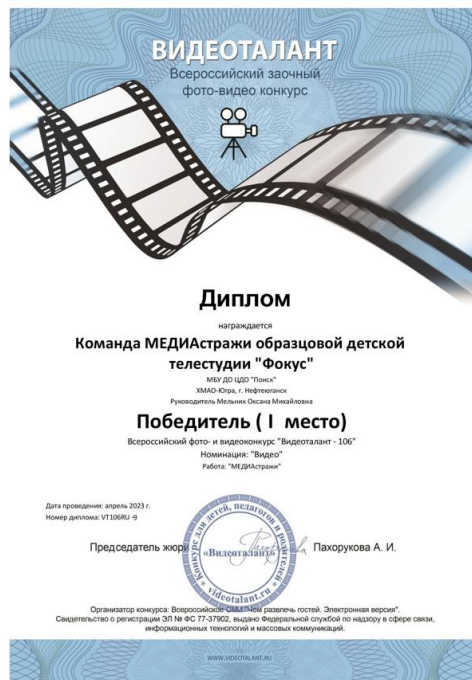 ВИДЕОТАЛАНТ
Всероссийский заочный
фото-видео конкурс
Диплом
награждается
Команда МЕДИАстражи образцовой детской
телестудии "Фокус"
МБУ ДО ЦДО "Поиск"
ХМАО-Югра, г. Нефтеюганск
Руководитель Мельник Оксана Михайловна
Победитель ( I место)
Всероссийский фото- и видеоконкурс "Видеоталант - 106"
Номинация: "Видео"
Работа: "МЕДИАстражи"
Дата проведения: апрель 2023 г.
Номер диплома: VT106RU -9
Председатель жюри
Пахорукова А. И.
Конкурсы для детей, педагогов и родителей
«Видеоталант»
videotalant.ru
Организатор конкурса: Всероссийское СМИ "Чем развлечь гостей. Электронная версия".
Свидетельство о регистрации ЭЛ № ФС 77-37902, выдано Федеральной службой по надзору в сфере связи,
информационных технологий и массовых коммуникаций.
WWW.VIDEOTALANT.RU